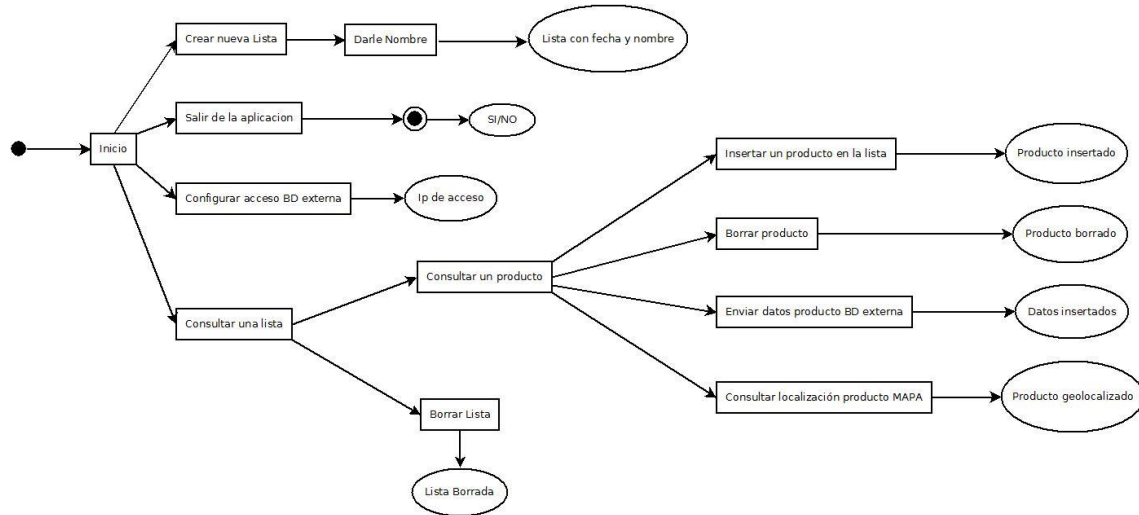 Crear nueva Lista
Darle Nombre
Lista con fecha y nombre
Salir de la aplicacion
SI/NO
Inicio
Insertar un producto en la lista
Producto insertado
Configurar acceso BD externa
Ip de acceso
Borrar producto
Producto borrado
Consultar un producto
Consultar una lista
Enviar datos producto BD externa
Datos insertados
Consultar localización producto MAPA
Producto geolocalizado
Borrar Lista
Lista Borrada